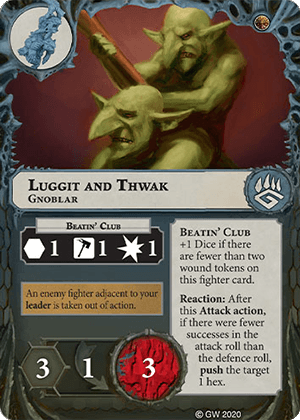 LUGGIT AND THWAK
GNOBLAR
BEATIN' CLUB
1 1 1
An enemy fighter adjacent to your
leader is taken out of action.
3 1 3
BEATIN' CLUB
+1 Dice if there
are fewer than two
wound tokens on
this fighter card.
Reaction: After
this Attack action,
if there were fewer
successes in the
attack roll than
the defence roll,
push the target
1 hex.
© GW 2020